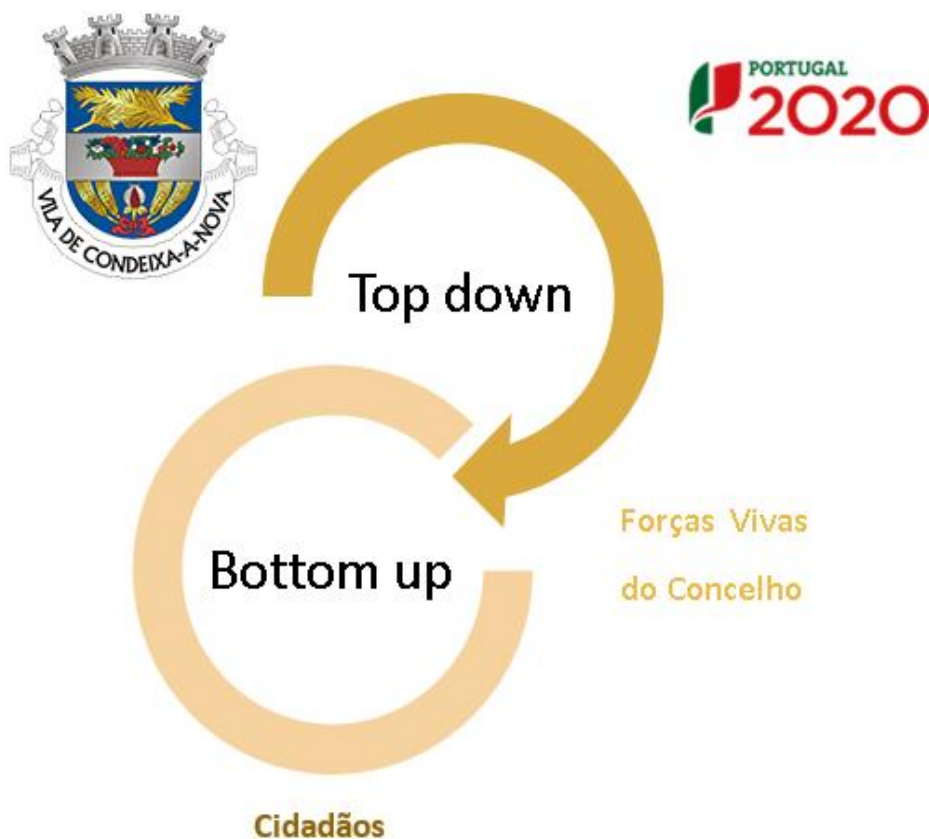 VILA DE CONDEIXA-A-NOVA
PORTUGAL
2020
Top down
Bottom up
Forças Vivas
do Concelho
Cidadãos